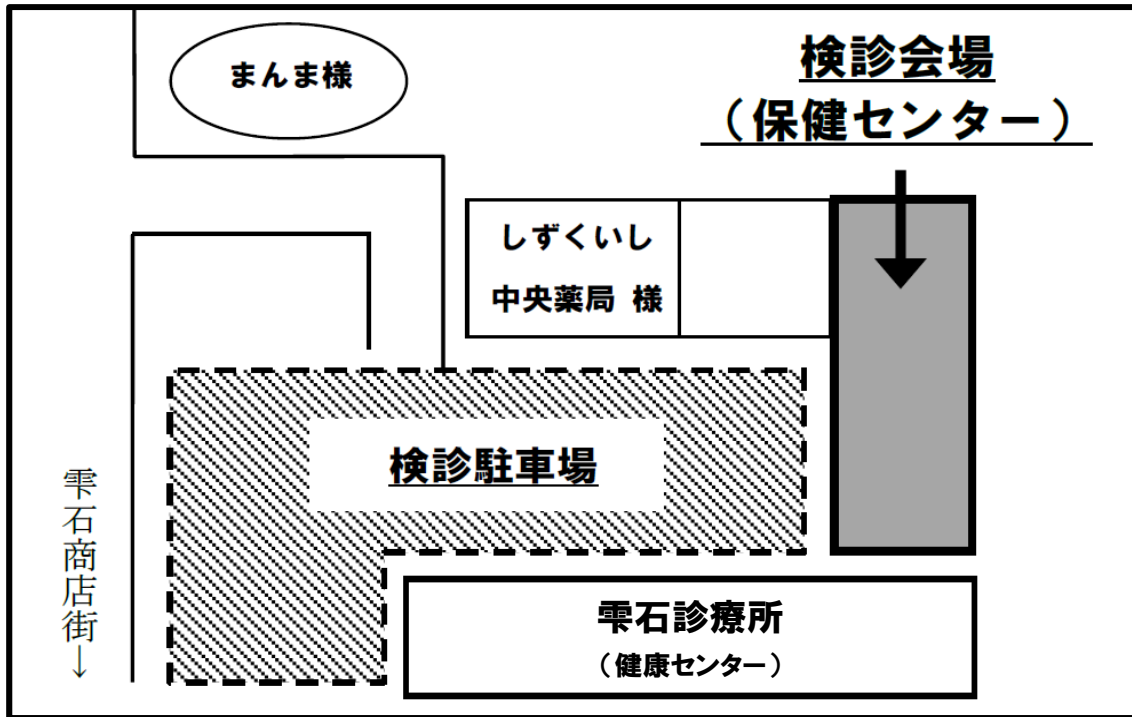 まんま様
検診会場
（保健センター）
しずくいし
中央薬局 様
検診駐車場
雫石商店街↓
雫石診療所
（健康センター）